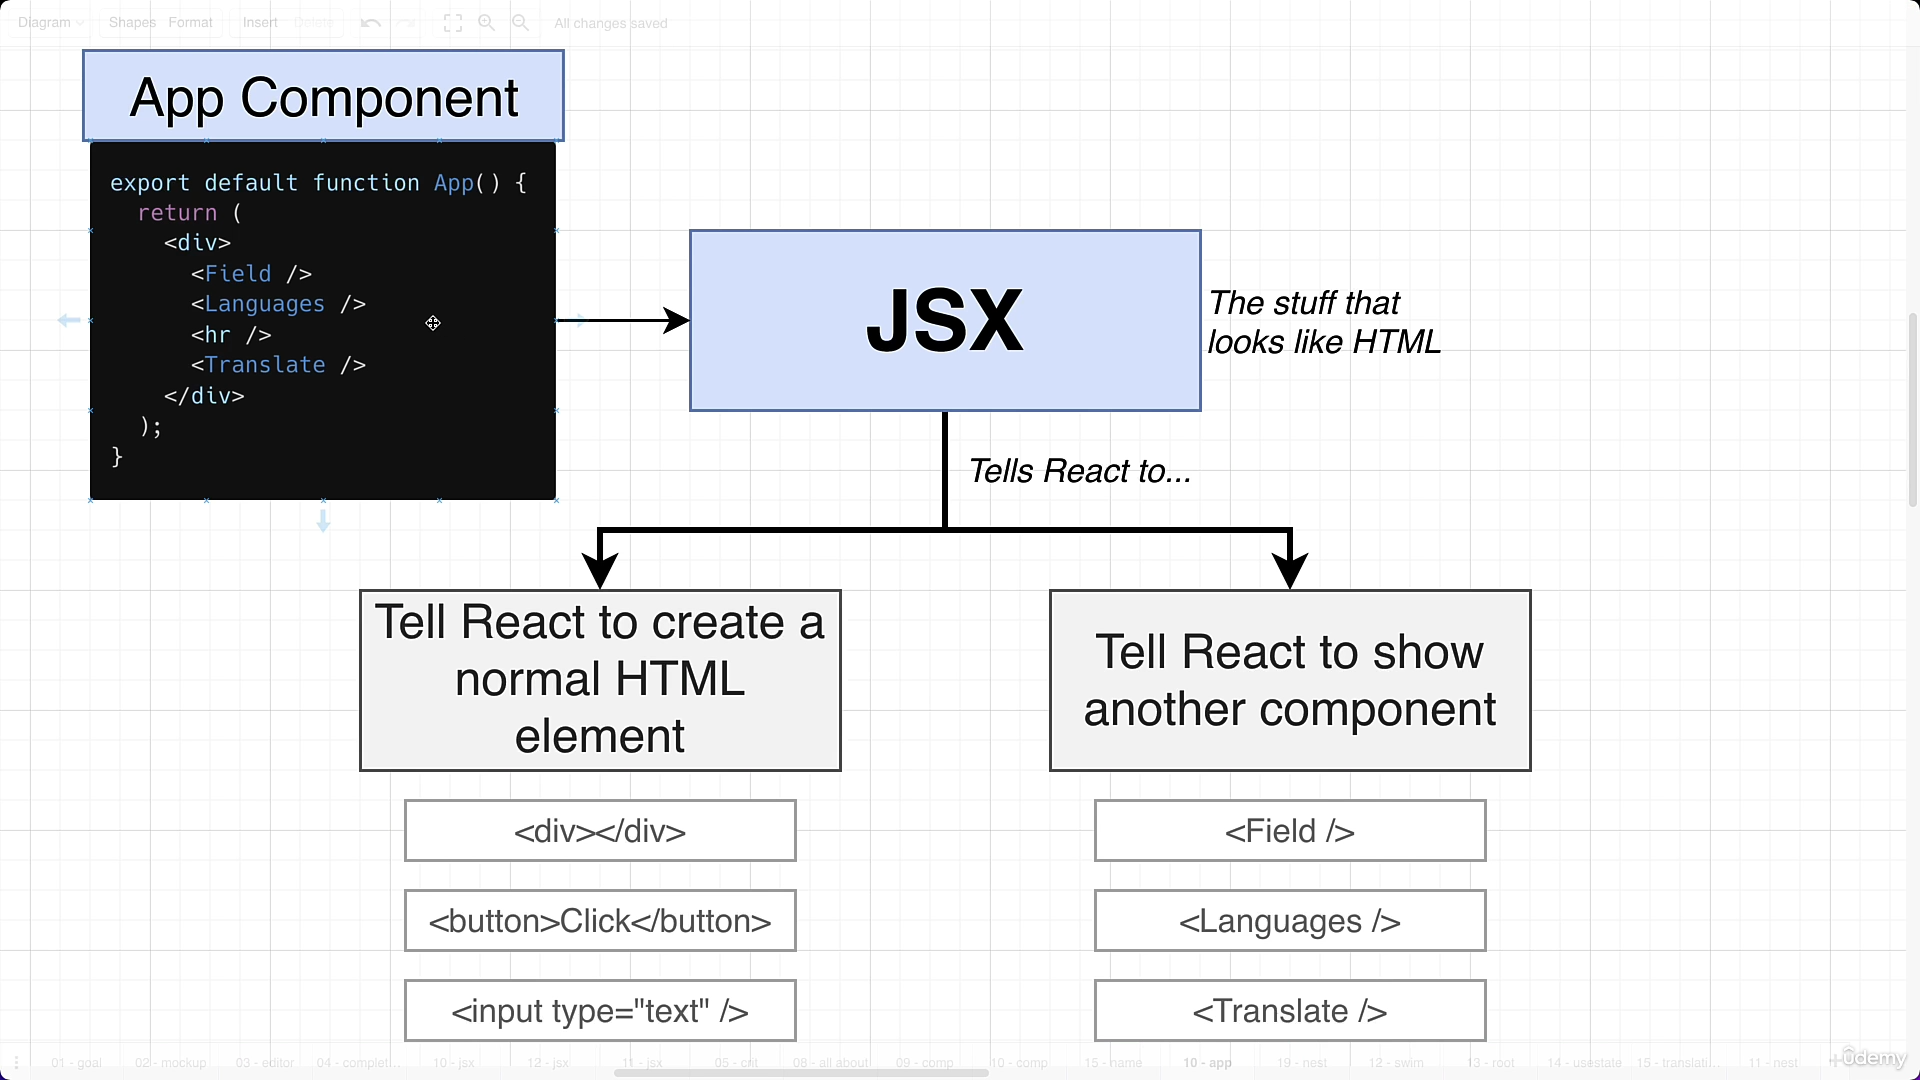 Diagram
Shapes
Format
Insert
Delete
All changes saved
App Component
export default function App() {
return (
<div>
<Field />
<Languages />
<hr />
<Translate />
</div>
);
}
JSX
The stuff that
looks like HTML
Tells React to...
Tell React to create a
normal HTML
element
Tell React to show
another component
<div></div>
<button>Click</button>
<input type="text" />
<Field />
<Languages />
<Translate />
01 - goal
02 - mockup
03 - editor
04 - complet...
10 - jsx
12 - jsx
11 - jsx
05 - crit
08 - all about
09 - comp
10 - comp
15 - name
10 - app
19 - nest
12 - swim
13 - root
14 - usestate
15 - translati...
11 - nest
ûdemy